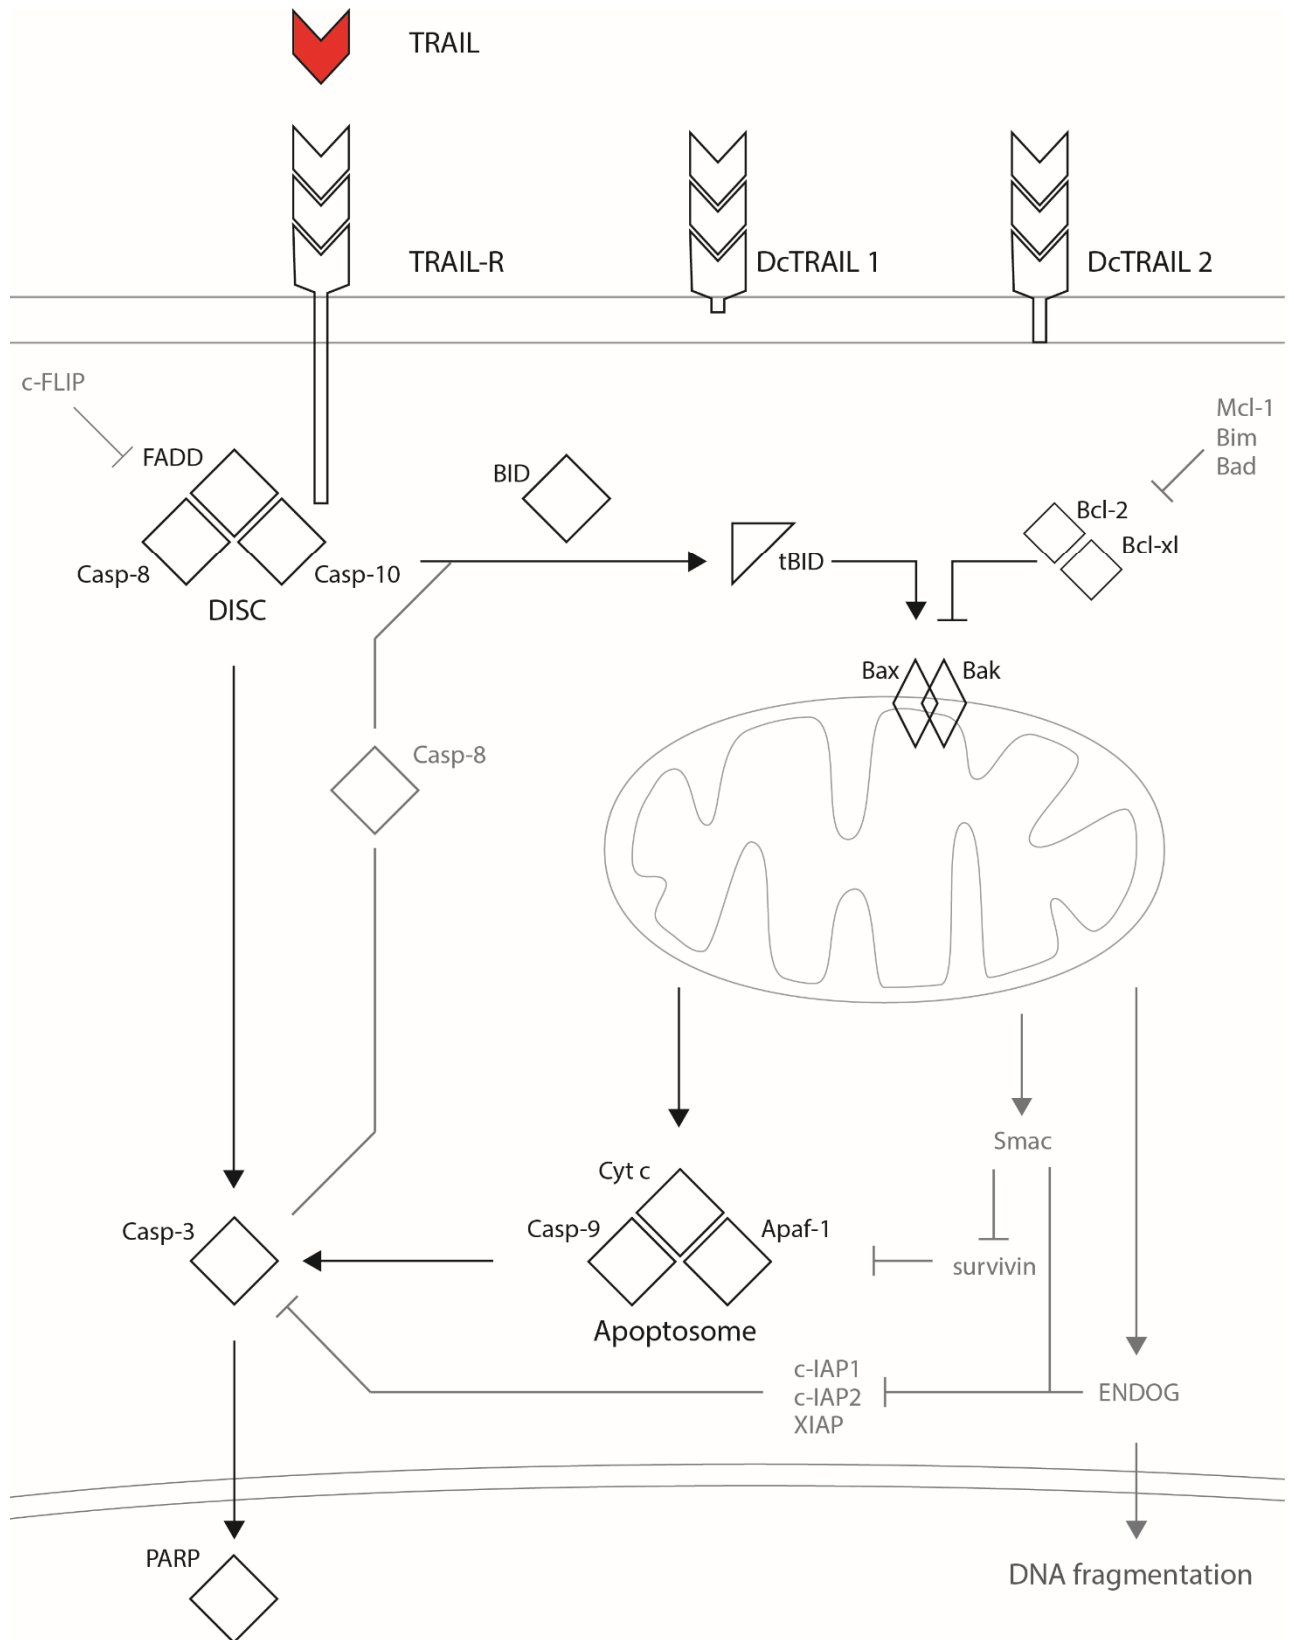 TRAIL
TRAIL-R
DcTRAIL 1
DcTRAIL 2
c-FLIP
Mcl-1
Bim
Bad
FADD
BID
Bcl-2
Bcl-xl
Casp-8
Casp-10
tBID
DISC
Bax
Bak
Casp-8
Smac
Cyt c
Casp-3
Casp-9
Apaf-1
survivin
Apoptosome
c-IAP1
c-IAP2
XIAP
ENDOG
PARP
DNA fragmentation